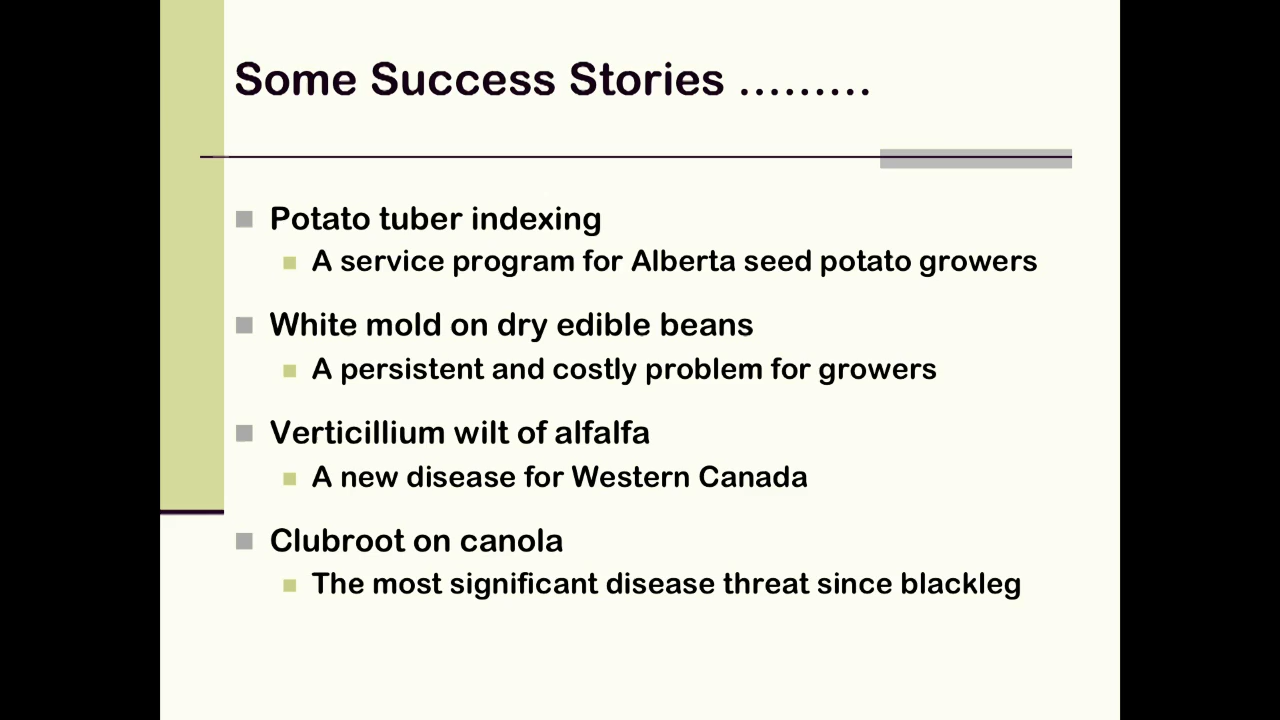 Some Success Stories .........
Potato tuber indexing
A service program for Alberta seed potato growers
White mold on dry edible beans
A persistent and costly problem for growers
Verticillium wilt of alfalfa
A new disease for Western Canada
Clubroot on canola
The most significant disease threat since blackleg